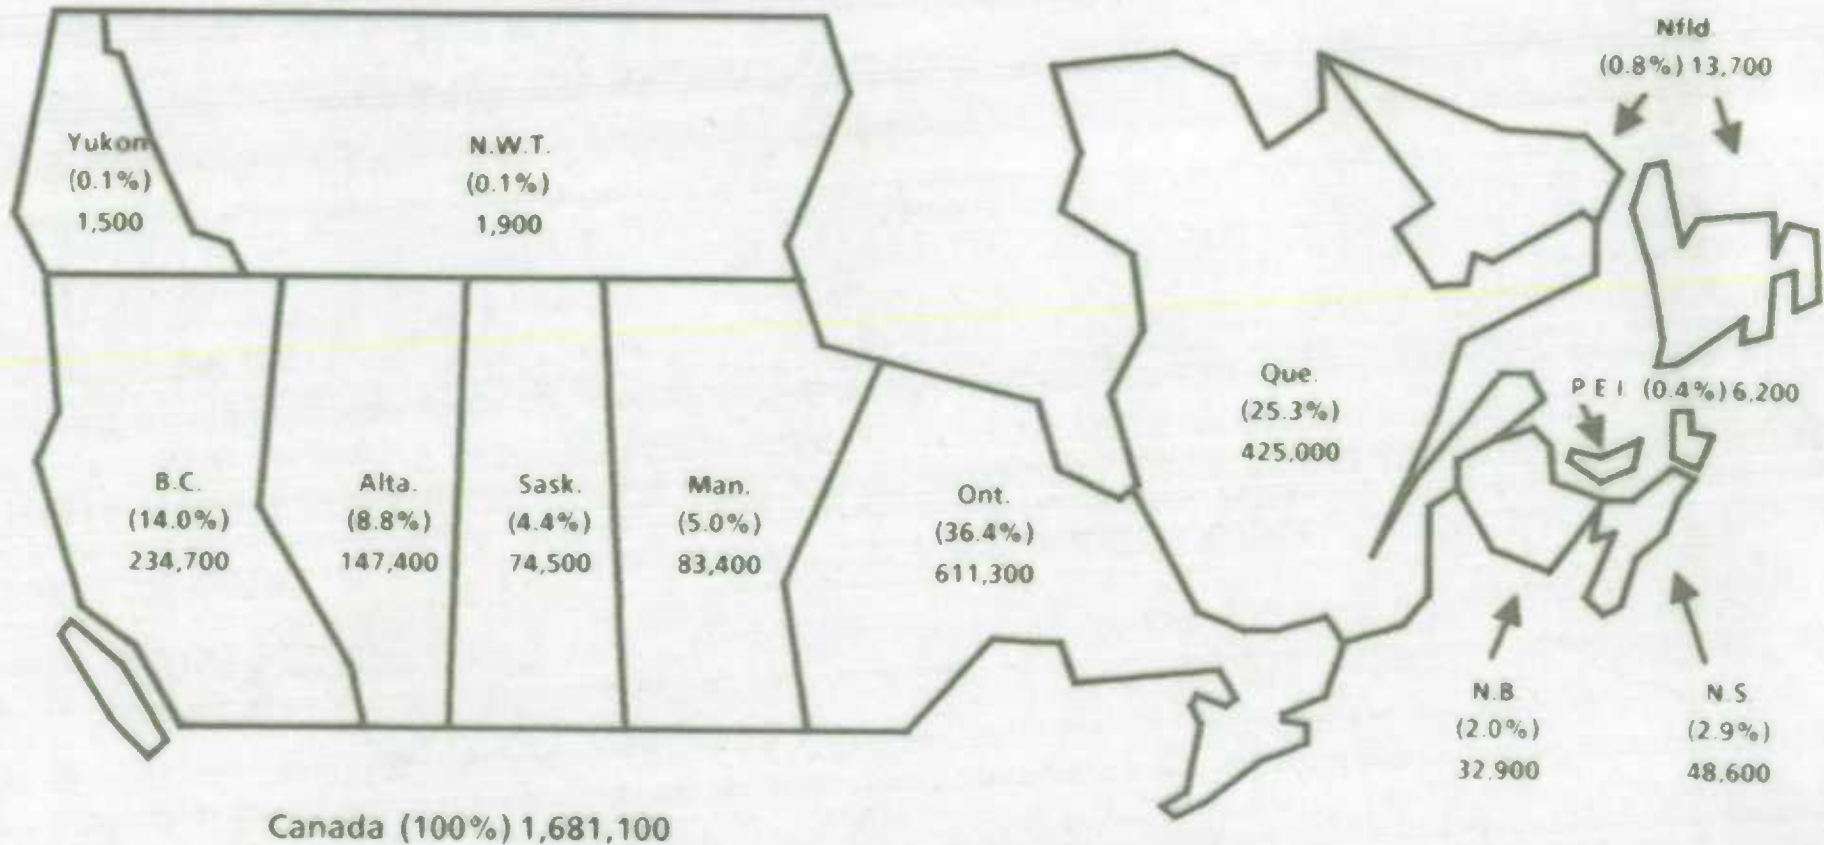 Nfld.
(0.8%) 13,700
Yukon
(0.1%)
1,500
N.W.T.
(0.1%)
1,900
Que.
(25.3%)
425,000
P E I (0.4%) 6,200
B.C.
(14.0%)
234,700
Alta.
(8.8%)
147,400
Sask.
(4.4%)
74,500
Man.
(5.0%)
83,400
Ont.
(36.4%)
611,300
N.B
(2.0%)
32,900
N.S.
(2.9%)
48,600
Canada (100%) 1,681,100